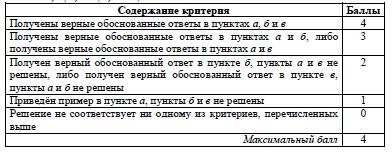 Содержание критерия Баллы
Получены верные обоснованные ответы в пунктах а, б и в 4
Получены верные обоснованные ответы в пунктах а и б, либо 3
получены верные обоснованные ответы в пунктах а и в
Получен верный обоснованный ответ в пункте б, пункты а и в не 2
решены, либо получен верный обоснованный ответ в пункте в,
пункты а и б не решены
Приведён пример в пункте а, пункты б и в не решены 1
Решение не соответствует ни одному из критериев, перечисленных 0
выше
Максимальный балл 4